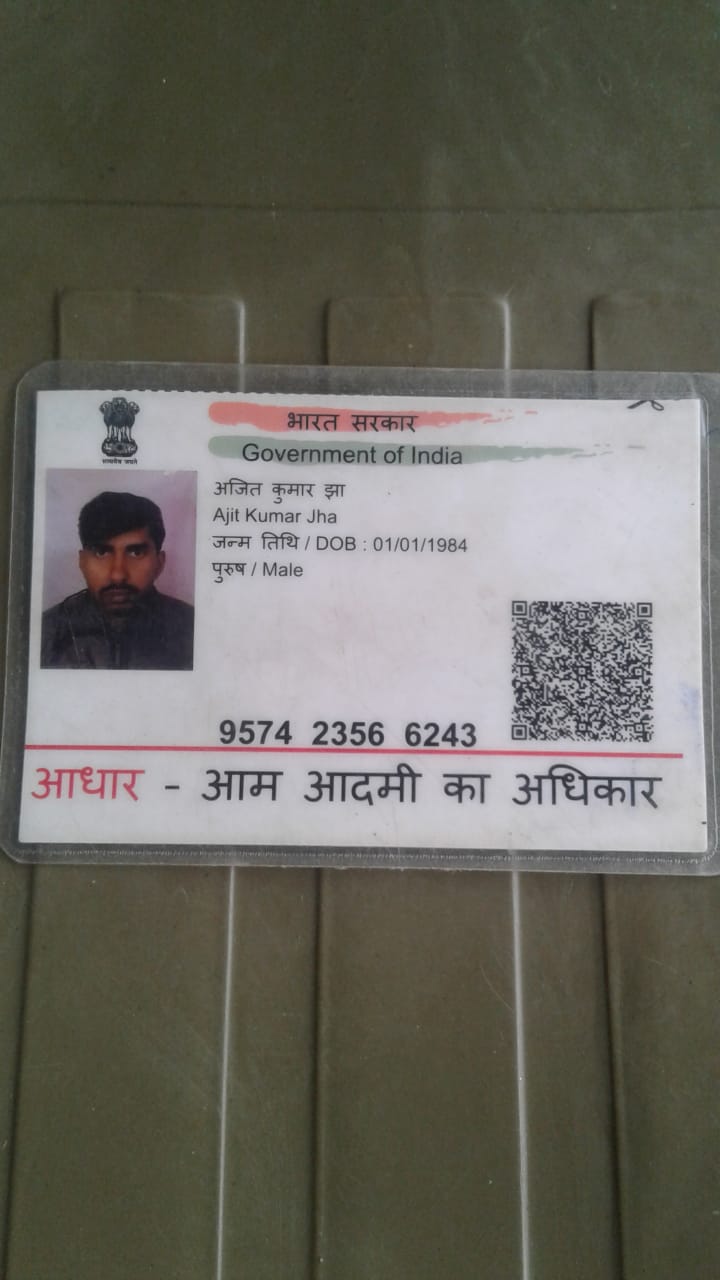 सत्यमेव जयते
भारत सरकार
Government of India
अजित कुमार झा
Ajit Kumar Jha
जन्म तिथि / DOB : 01/01/1984
पुरुष / Male
9574 2356 6243
आधार - आम आदमी का अधिकार